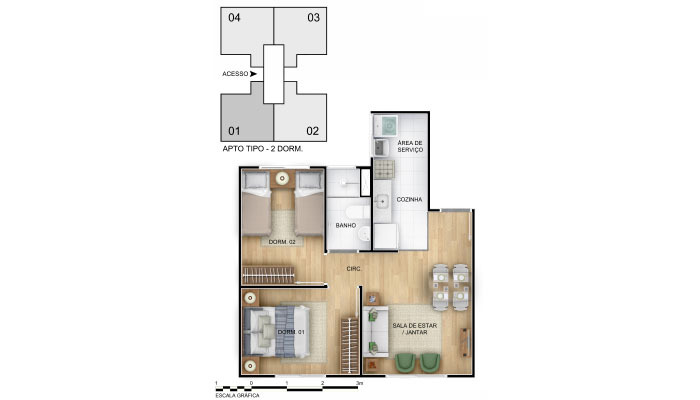 04 03
ACESSO
01 02
APTO TIPO - 2 DORM.
ÁREA DE
SERVIÇO
COZINHA
BANHO
DORM. 02
CIRC.
DORM. 01
SALA DE ESTAR
/ JANTAR
1 0 1 2 3m
ESCALA GRÁFICA